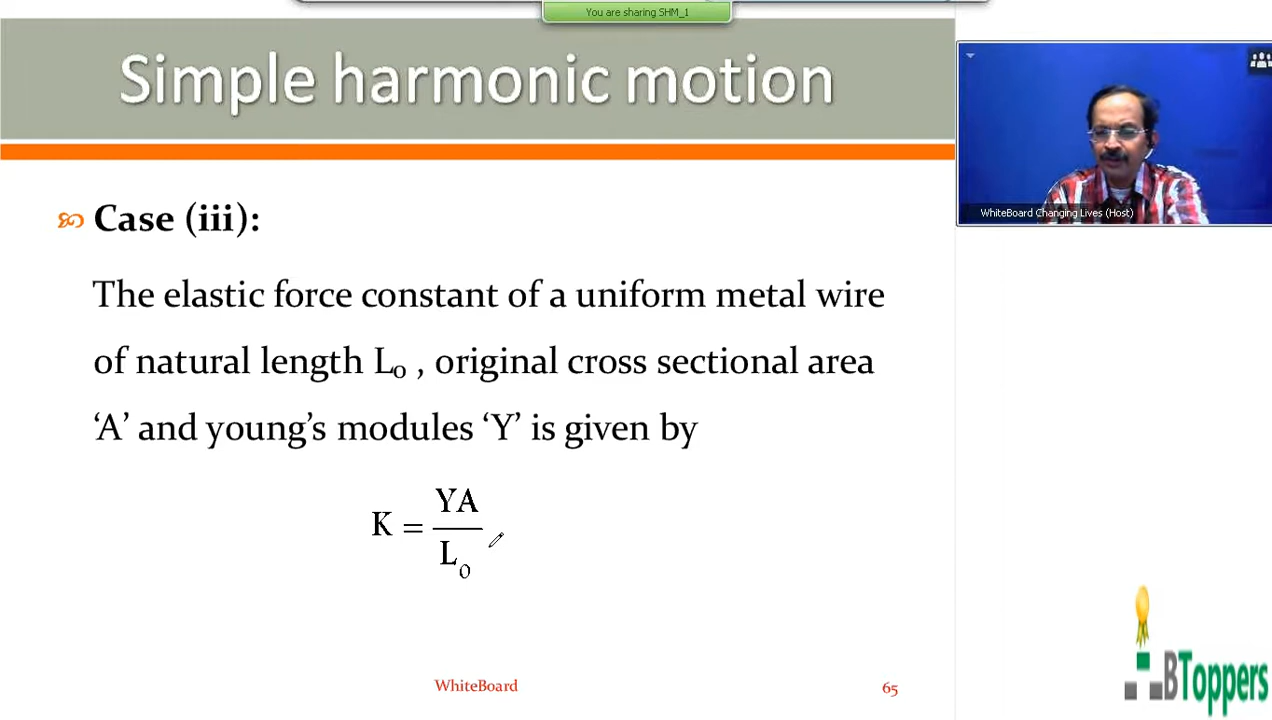 You are sharing SHM_1
Simple harmonic motion
WhiteBoard Changing Lives (Host)
Case (iii):
The elastic force constant of a uniform metal wire
of natural length L₀ , original cross sectional area
‘A’ and young’s modules ‘Y’ is given by
K = YA / L₀
WhiteBoard
65
BToppers